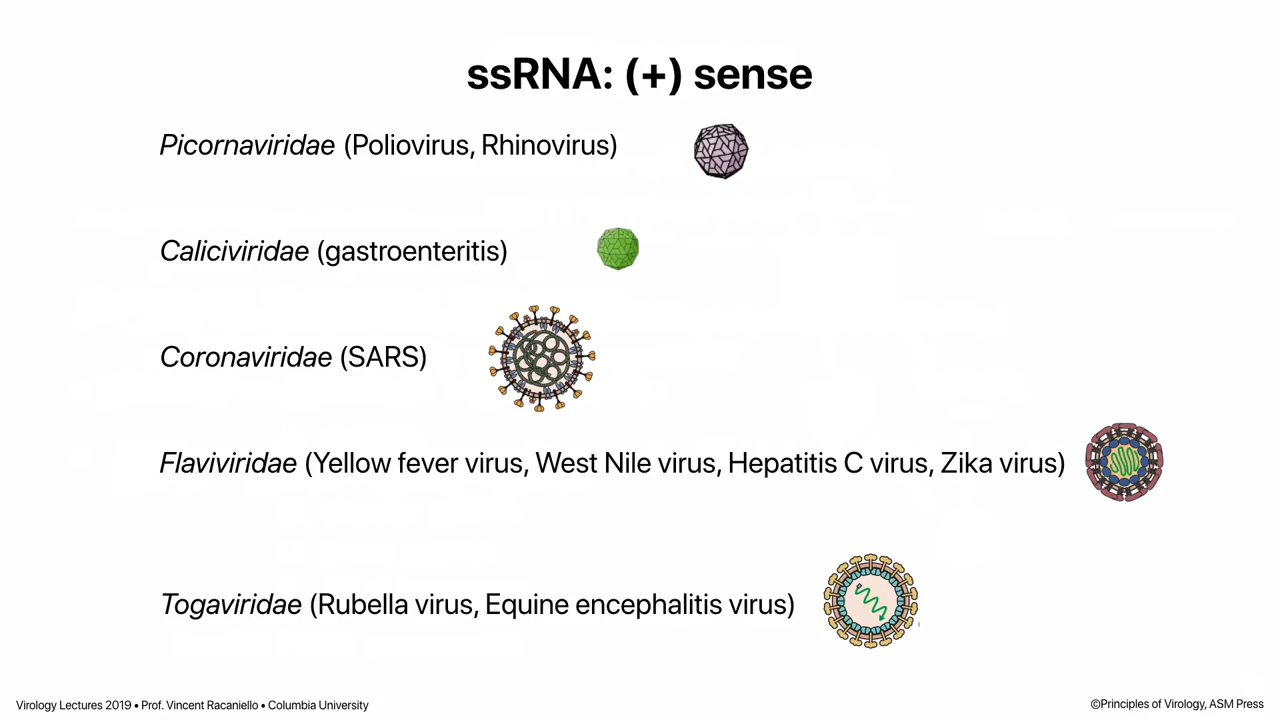 ssRNA: (+) sense
Picornaviridae (Poliovirus, Rhinovirus)
Caliciviridae (gastroenteritis)
Coronaviridae (SARS)
Flaviviridae (Yellow fever virus, West Nile virus, Hepatitis C virus, Zika virus)
Togaviridae (Rubella virus, Equine encephalitis virus)
Virology Lectures 2019 • Prof. Vincent Racaniello • Columbia University
©Principles of Virology, ASM Press